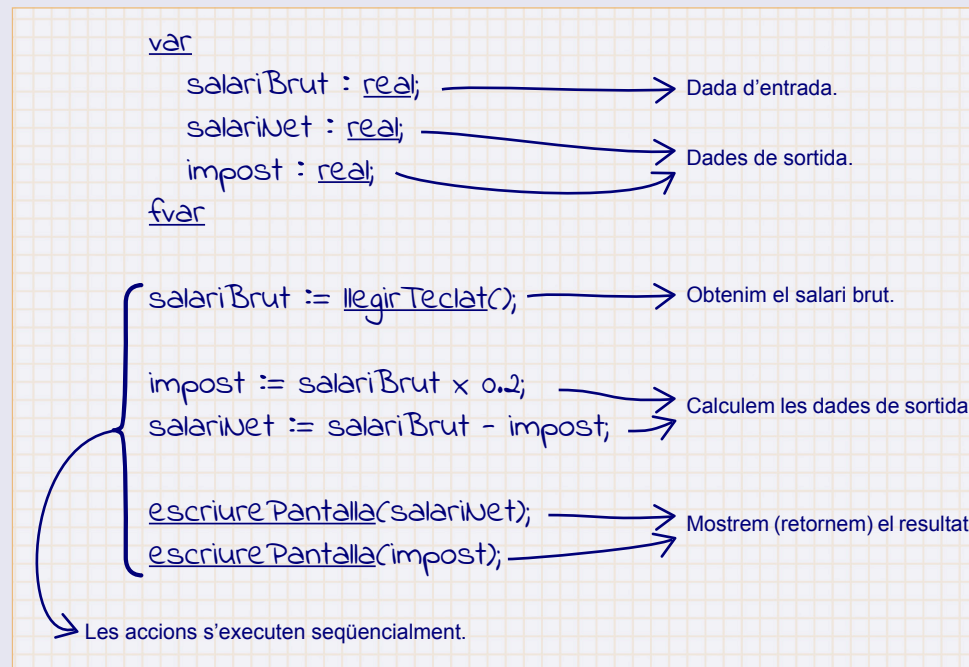 var
salariBrut : real; Dada d'entrada.
salariNet : real;
Dades de sortida.
impost : real;
fvar
salariBrut := llegirTeclat(); Obtenim el salari brut.
impost := salariBrut x 0.2;
Calculem les dades de sortida
salariNet := salariBrut - impost;
escriurePantalla(salariNet);
Mostrem (retornem) el resultat
escriurePantalla(impost);
Les accions s'executen seqüencialment.